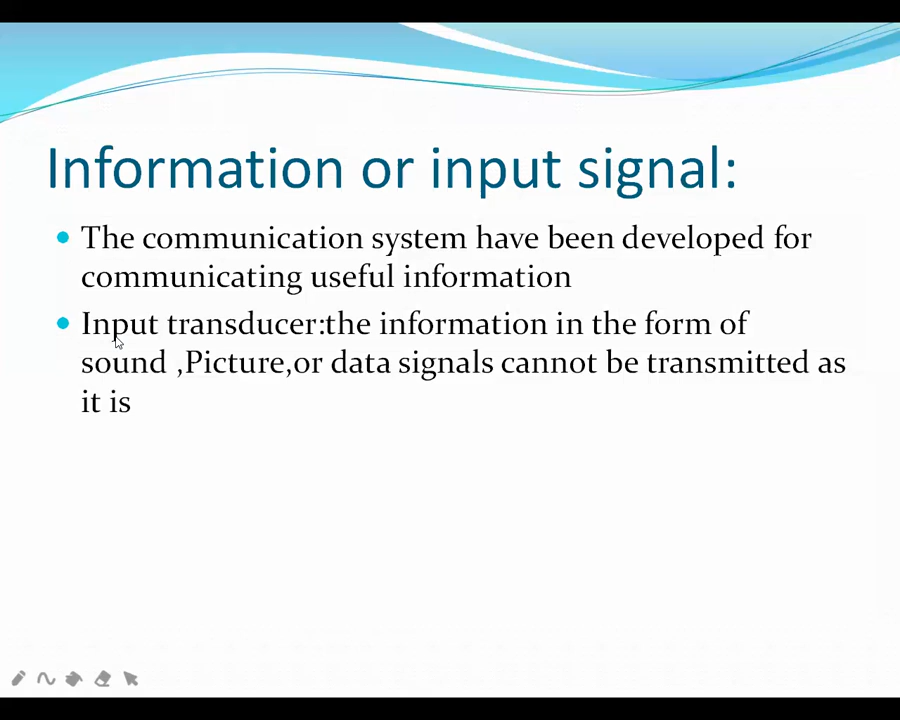 Information or input signal:
The communication system have been developed for
communicating useful information
Input transducer:the information in the form of
sound ,Picture,or data signals cannot be transmitted as
it is